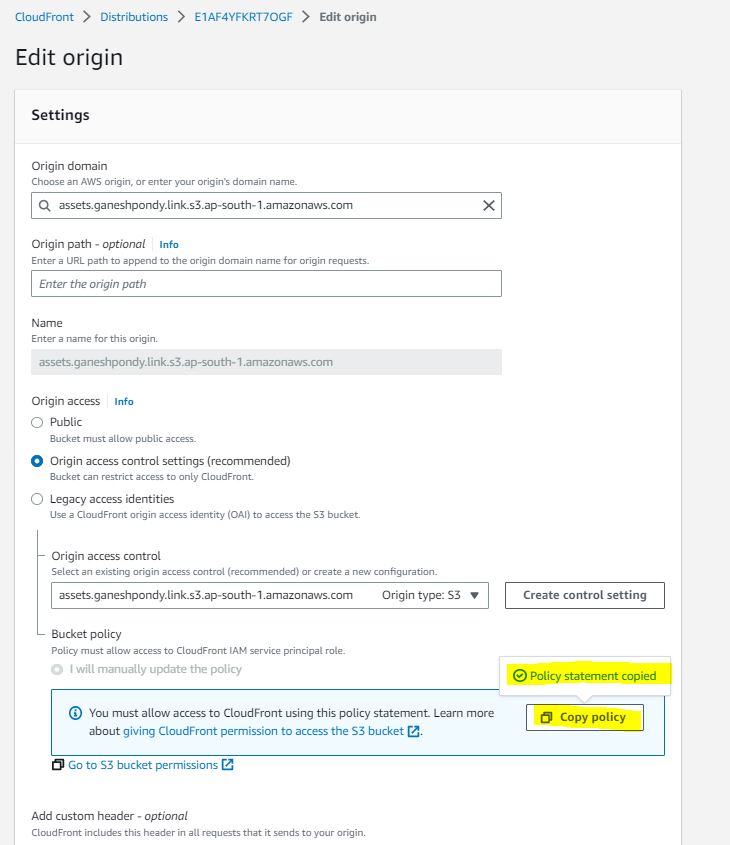 CloudFront > Distributions > E1AF4YFKRT7OGF > Edit origin
Edit origin
Settings
Origin domain
Choose an AWS origin, or enter your origin's domain name.
assets.ganeshpondy.link.s3.ap-south-1.amazonaws.com
Origin path - optional Info
Enter a URL path to append to the origin domain name for origin requests.
Enter the origin path
Name
Enter a name for this origin.
assets.ganeshpondy.link.s3.ap-south-1.amazonaws.com
Origin access Info
Public
Bucket must allow public access.
Origin access control settings (recommended)
Bucket can restrict access to only CloudFront.
Legacy access identities
Use a CloudFront origin access identity (OAI) to access the S3 bucket.
Origin access control
Select an existing origin access control (recommended) or create a new configuration.
assets.ganeshpondy.link.s3.ap-south-1.amazonaws.com Origin type: S3
Create control setting
Bucket policy
Policy must allow access to CloudFront IAM service principal role.
I will manually update the policy
Policy statement copied
You must allow access to CloudFront using this policy statement. Learn more
about giving CloudFront permission to access the S3 bucket.
Copy policy
Go to S3 bucket permissions
Add custom header - optional
CloudFront includes this header in all requests that it sends to your origin.